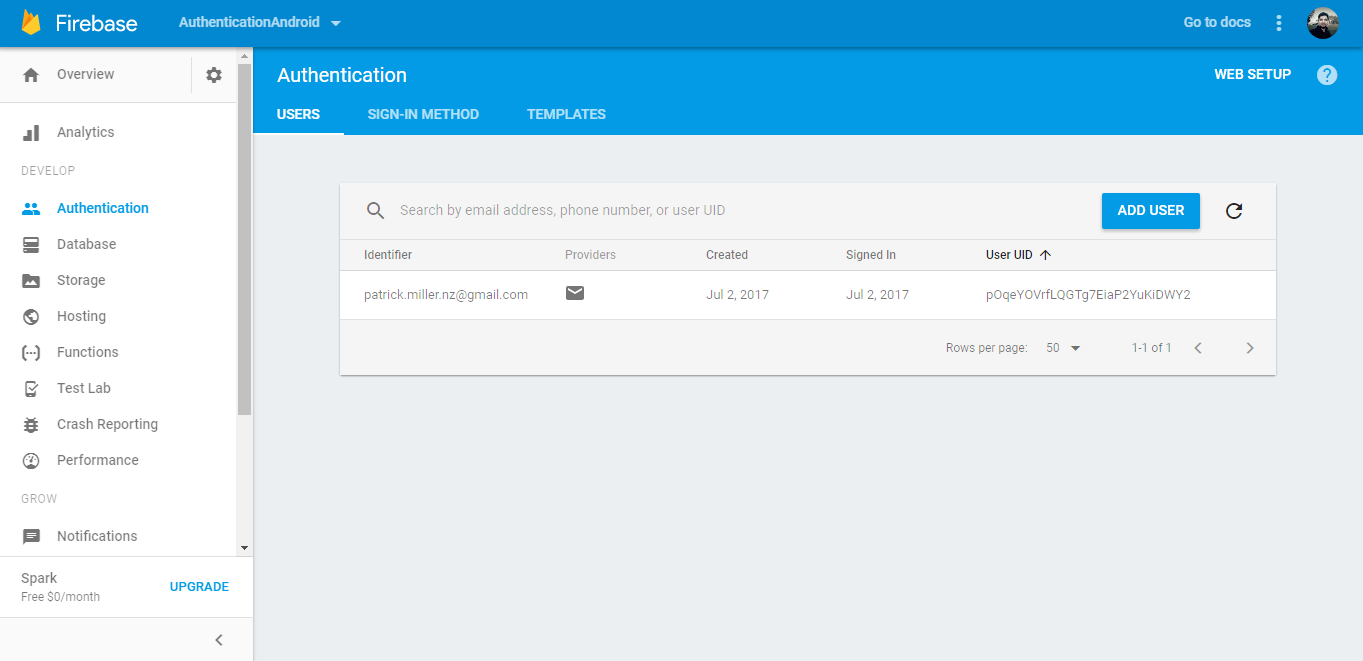 Firebase
AuthenticationAndroid
Go to docs
Overview
Authentication
WEB SETUP
?
USERS
SIGN-IN METHOD
TEMPLATES
Analytics
DEVELOP
Authentication
Database
Storage
Hosting
Functions
Test Lab
Crash Reporting
Performance
GROW
Notifications
Spark
Free $0/month
UPGRADE
Search by email address, phone number, or user UID
ADD USER
Identifier
Providers
Created
Signed In
User UID
patrick.miller.nz@gmail.com
Jul 2, 2017
Jul 2, 2017
pOqeYOVrfLQGTg7EiaP2YuKiDWY2
Rows per page:
50
1-1 of 1